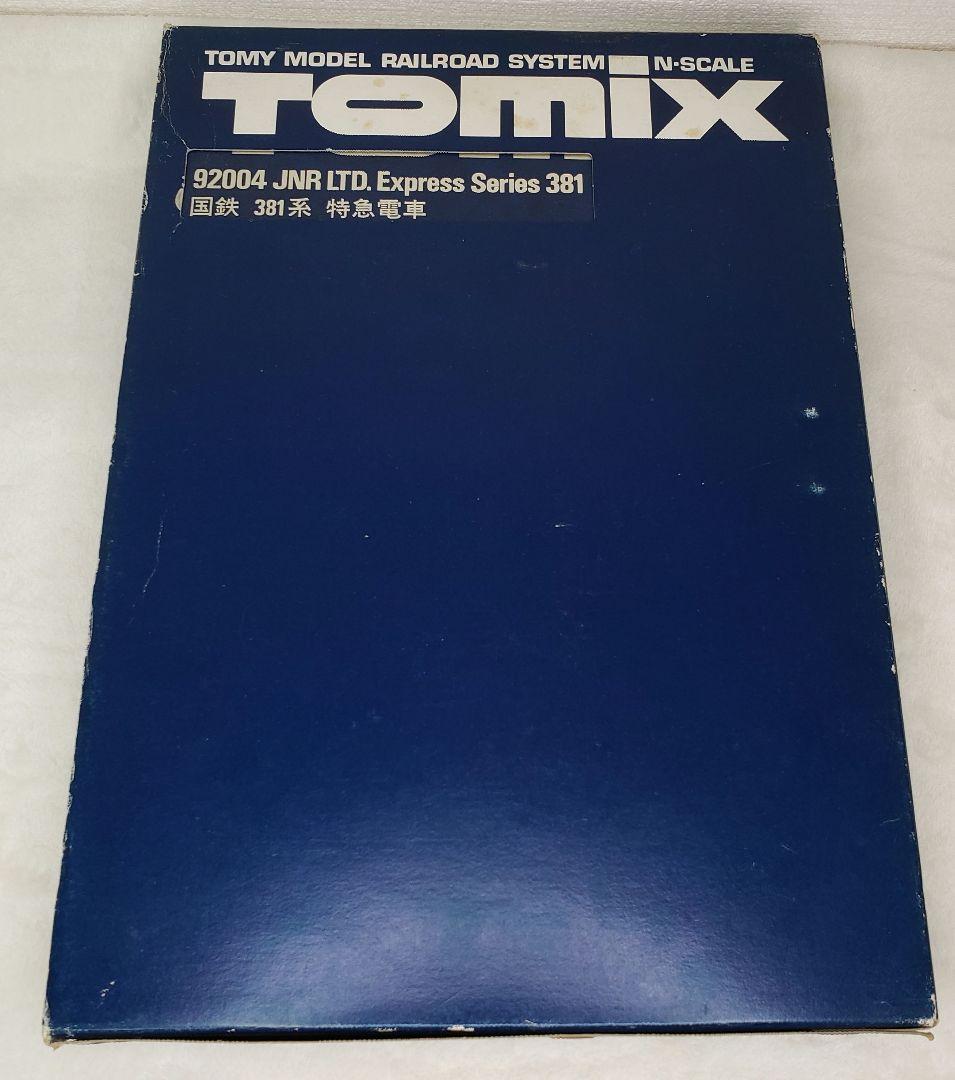 TOMY MODEL RAILROAD SYSTEM N-SCALE
TOMIX
92004 JNR LTD. Express Series 381
国鉄 381系 特急電車